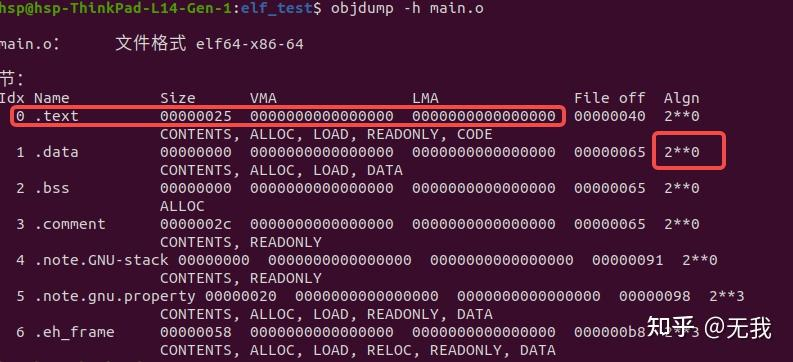 hsp@hsp-ThinkPad-L14-Gen-1:elf_test$ objdump -h main.o
main.o： 文件格式 elf64-x86-64
节：
Idx Name Size VMA LMA File off Algn
0 .text 00000025 0000000000000000 0000000000000000 00000040 2**0
CONTENTS, ALLOC, LOAD, READONLY, CODE
1 .data 00000000 0000000000000000 0000000000000000 00000065 2**0
CONTENTS, ALLOC, LOAD, DATA
2 .bss 00000000 0000000000000000 0000000000000000 00000065 2**0
ALLOC
3 .comment 0000002c 0000000000000000 0000000000000000 00000065 2**0
CONTENTS, READONLY
4 .note.GNU-stack 00000000 0000000000000000 0000000000000000 00000091 2**0
CONTENTS, READONLY
5 .note.gnu.property 00000020 0000000000000000 0000000000000000 00000098 2**3
CONTENTS, ALLOC, LOAD, READONLY, DATA
6 .eh_frame 00000058 0000000000000000 0000000000000000 000000b8 2**3
CONTENTS, ALLOC, LOAD, RELOC, READONLY, DATA
知乎 @无我